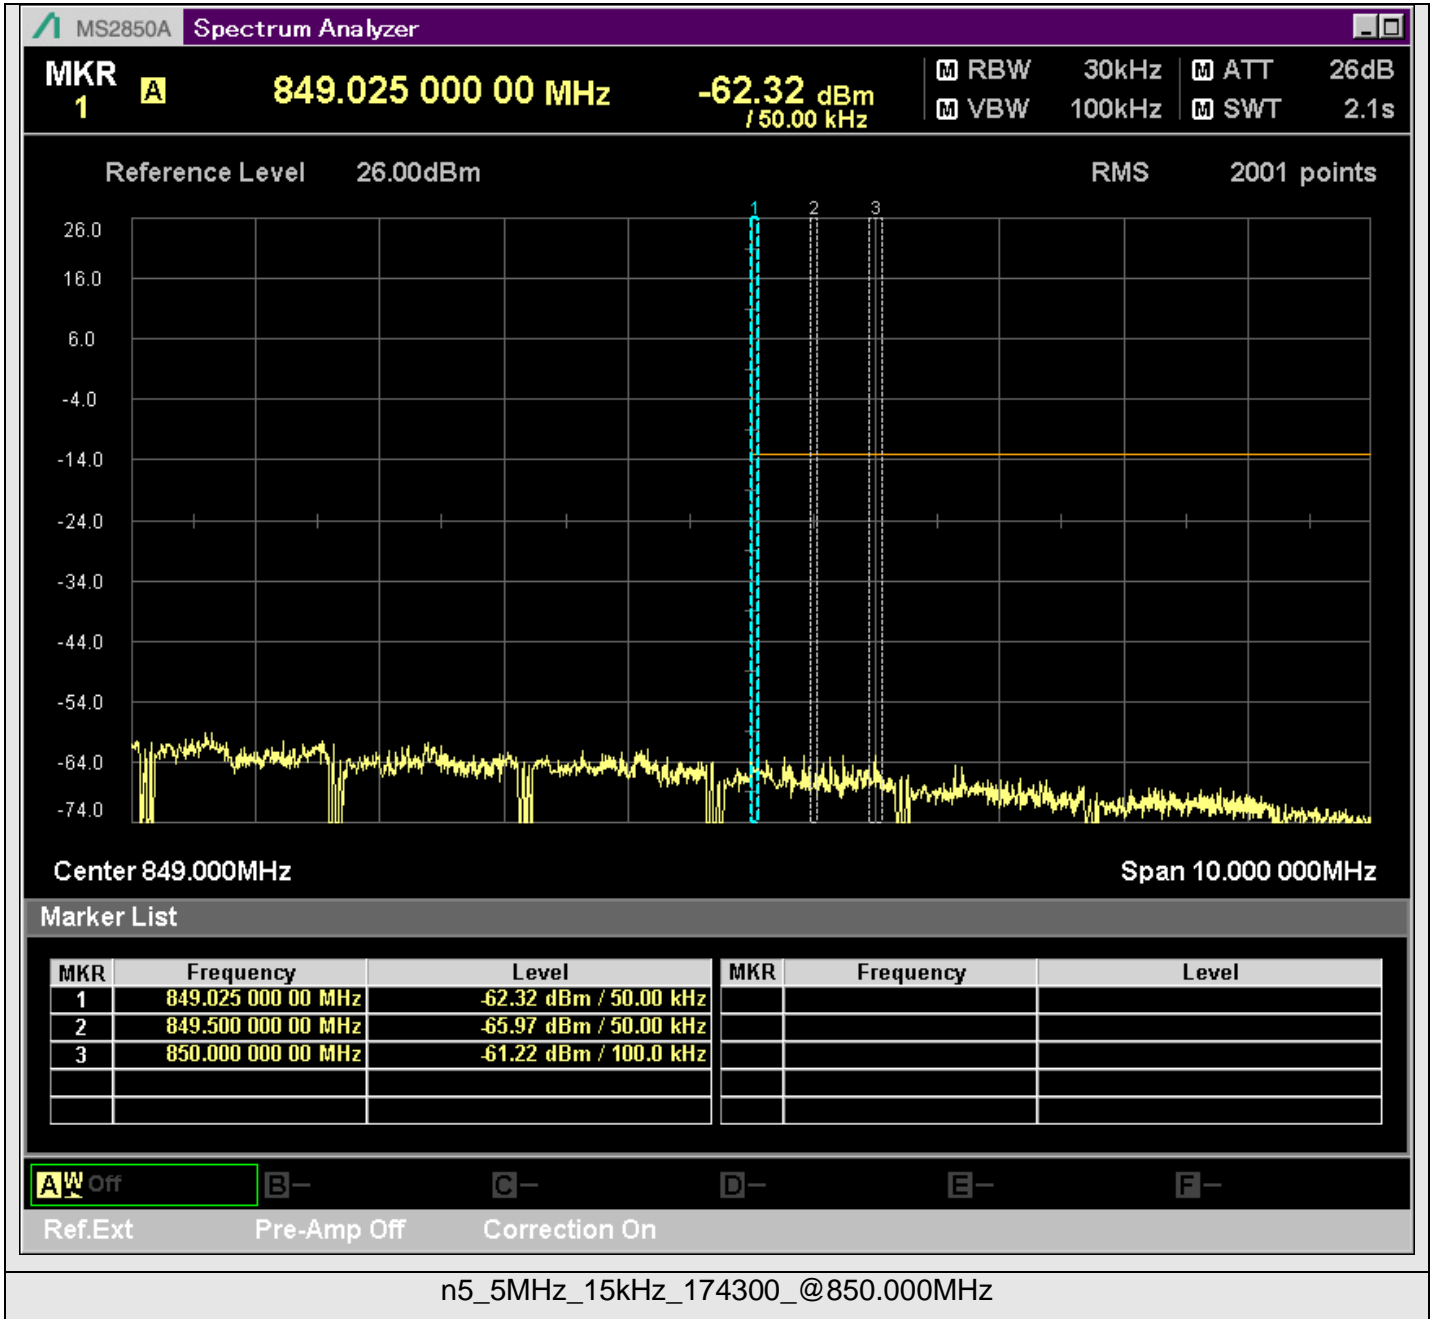 MS2850A Spectrum Analyzer
MKR 1 A 849.025 000 00 MHz -62.32 dBm / 50.00 kHz
M RBW 30kHz M ATT 26dB
M VBW 100kHz M SWT 2.1s
Reference Level 26.00dBm RMS 2001 points
1 2 3
26.0
16.0
6.0
-4.0
-14.0
-24.0
-34.0
-44.0
-54.0
-64.0
-74.0
Center 849.000MHz Span 10.000 000MHz
Marker List
MKR Frequency Level MKR Frequency Level
1 849.025 000 00 MHz -62.32 dBm / 50.00 kHz
2 849.500 000 00 MHz -65.97 dBm / 50.00 kHz
3 850.000 000 00 MHz -61.22 dBm / 100.0 kHz
A W Off B – C – D – E – F –
Ref.Ext Pre-Amp Off Correction On
n5_5MHz_15kHz_174300_@850.000MHz